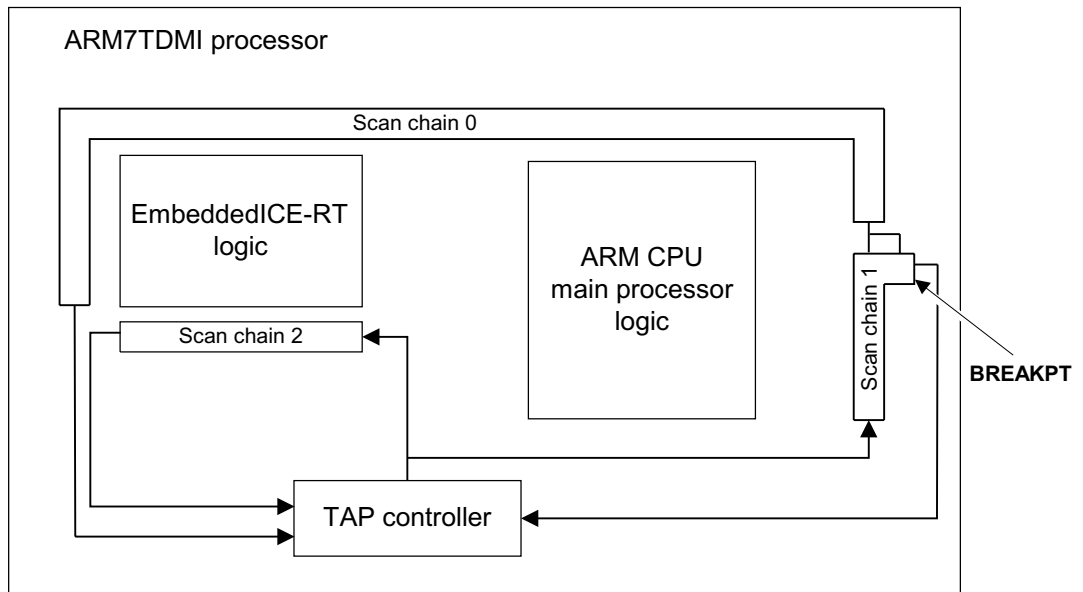 ARM7TDMI processor
Scan chain 0
EmbeddedICE-RT
logic
ARM CPU
main processor
logic
Scan chain 1
Scan chain 2
BREAKPT
TAP controller